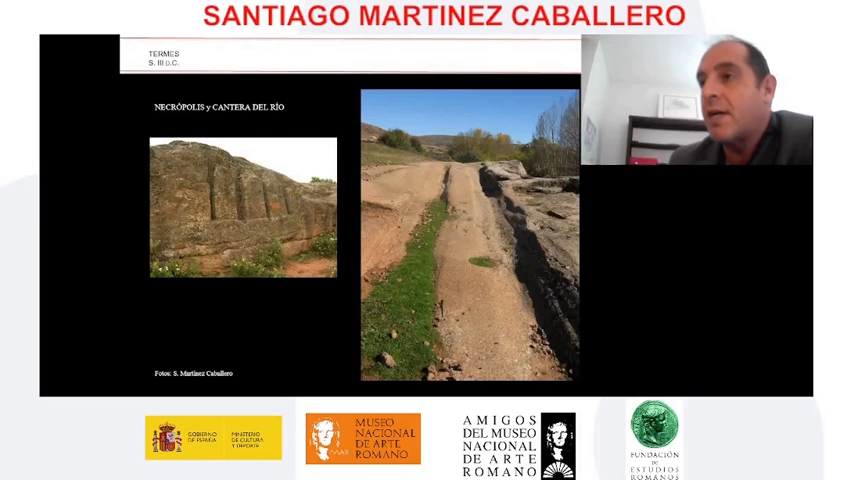 SANTIAGO MARTINEZ CABALLERO
TERMES
S. III D.C.
NECRÓPOLIS y CANTERA DEL RÍO
Fotos: S. Martínez Caballero
GOBIERNO
DE ESPAÑA
MINISTERIO
DE CULTURA
Y DEPORTE
MUSEO
NACIONAL
DE ARTE
ROMANO
AMIGOS
DEL MUSEO
NACIONAL
DE ARTE
ROMANO
FUNDACIÓN
DE
ESTUDIOS
ROMANOS